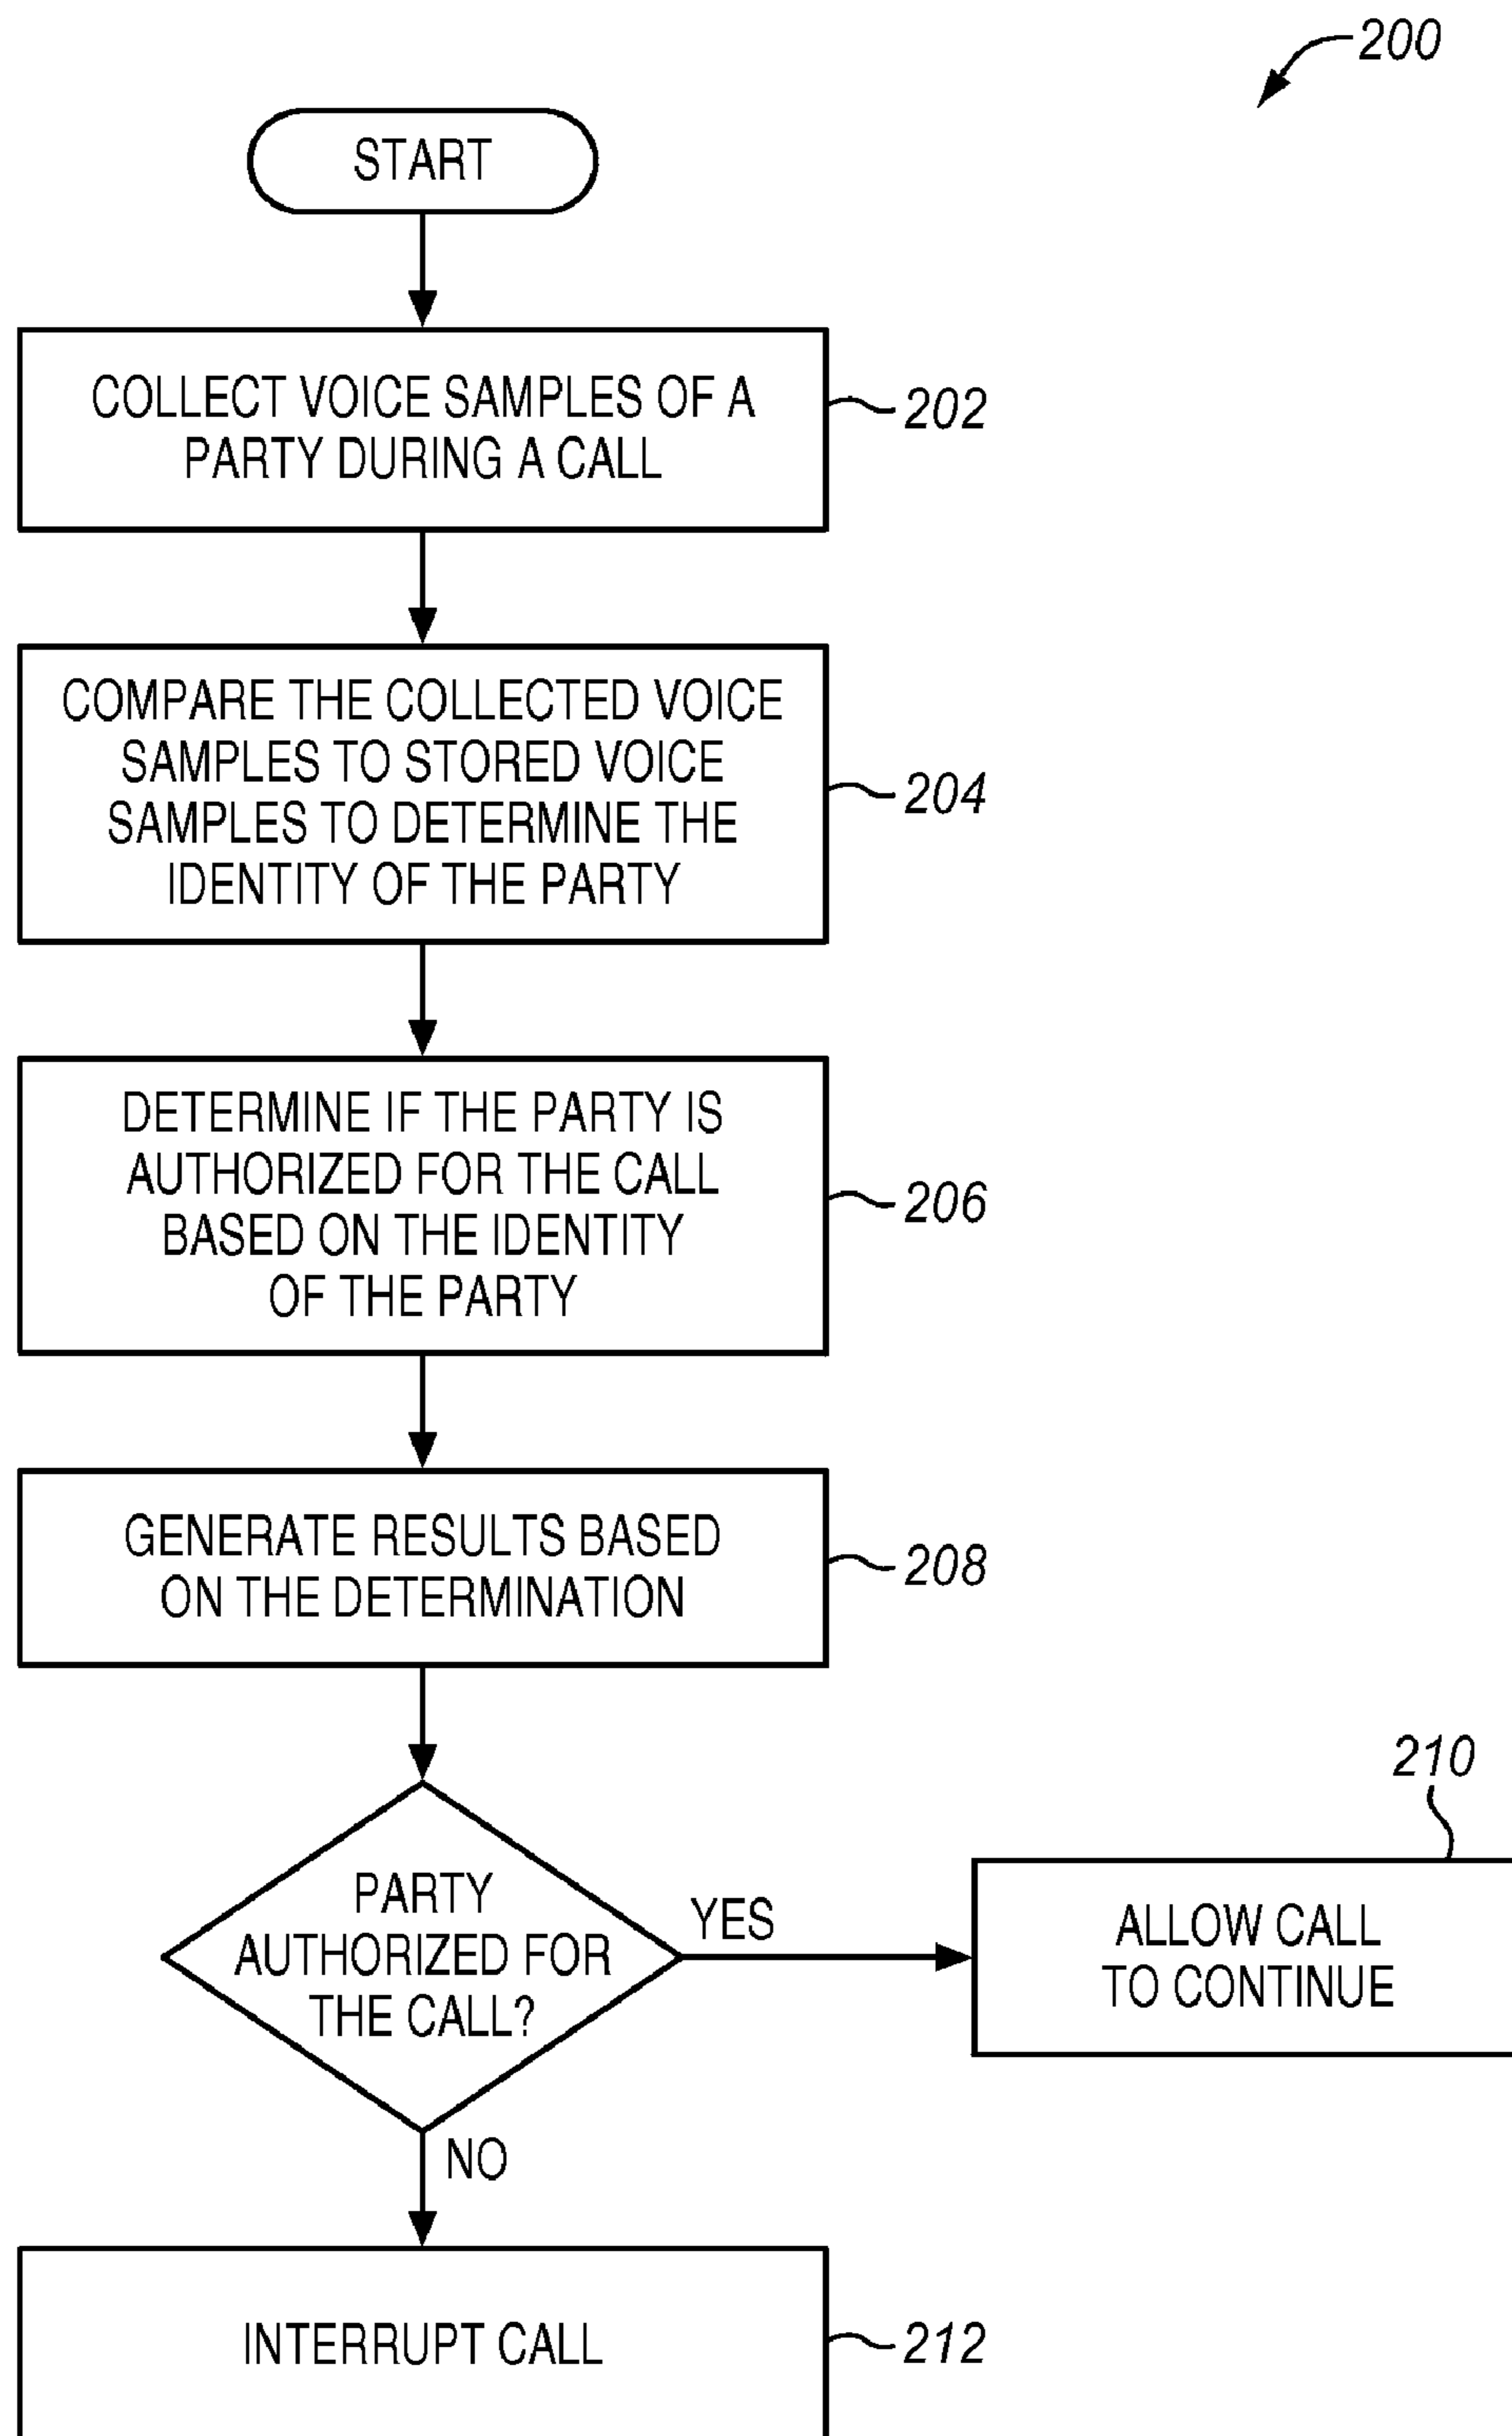 200
START
COLLECT VOICE SAMPLES OF A
PARTY DURING A CALL
202
COMPARE THE COLLECTED VOICE
SAMPLES TO STORED VOICE
SAMPLES TO DETERMINE THE
IDENTITY OF THE PARTY
204
DETERMINE IF THE PARTY IS
AUTHORIZED FOR THE CALL
BASED ON THE IDENTITY
OF THE PARTY
206
GENERATE RESULTS BASED
ON THE DETERMINATION
208
PARTY
AUTHORIZED FOR
THE CALL?
YES
210
ALLOW CALL
TO CONTINUE
NO
INTERRUPT CALL
212